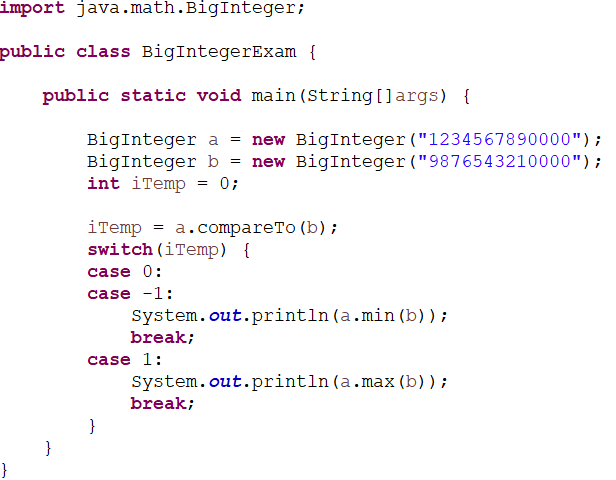 import java.math.BigInteger;
public class BigIntegerExam {
public static void main(String[]args) {
BigInteger a = new BigInteger("1234567890000");
BigInteger b = new BigInteger("9876543210000");
int iTemp = 0;
iTemp = a.compareTo(b);
switch(iTemp) {
case 0:
case -1:
System.out.println(a.min(b));
break;
case 1:
System.out.println(a.max(b));
break;
}
}
}